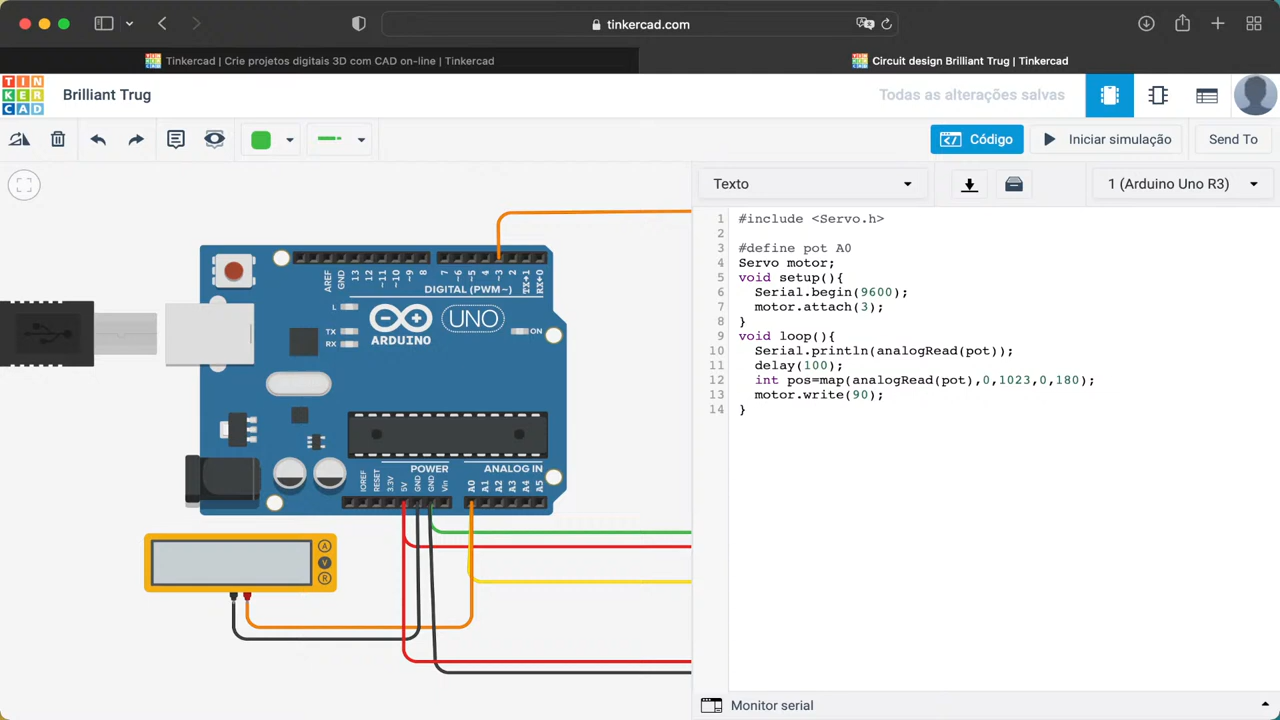 tinkercad.com
Tinkercad | Crie projetos digitais 3D com CAD on-line | Tinkercad
Circuit design Brilliant Trug | Tinkercad
TIN
KER
CAD
Brilliant Trug
Todas as alterações salvas
Código
Iniciar simulação
Send To
Texto
1 (Arduino Uno R3)
AREF
GND
13
12
~11
~10
~9
8
7
~6
~5
4
~3
2
TX→1
RX←0
DIGITAL (PWM~)
L
TX
RX
ARDUINO
UNO
ON
POWER
ANALOG IN
IOREF
RESET
3.3V
5V
GND
GND
Vin
A0
A1
A2
A3
A4
A5
A
V
R
1 #include <Servo.h>
2
3 #define pot A0
4 Servo motor;
5 void setup(){
6 Serial.begin(9600);
7 motor.attach(3);
8 }
9 void loop(){
10 Serial.println(analogRead(pot));
11 delay(100);
12 int pos=map(analogRead(pot),0,1023,0,180);
13 motor.write(90);
14 }
Monitor serial